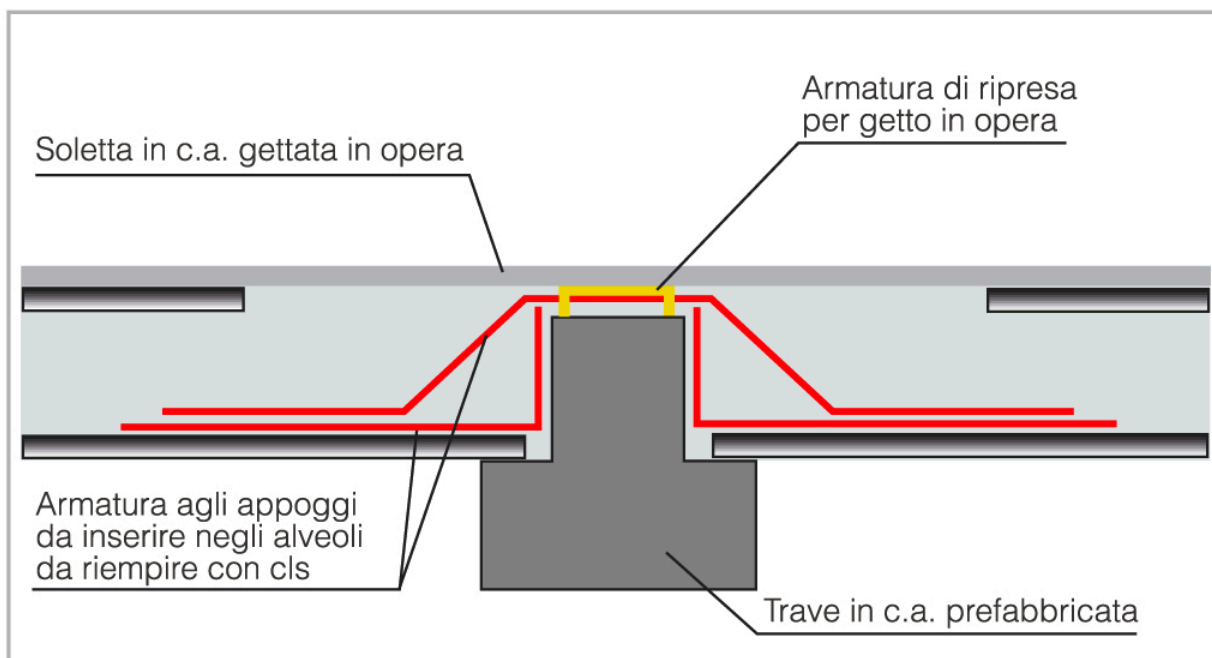 Armatura di ripresa
per getto in opera
Soletta in c.a. gettata in opera
Armatura agli appoggi
da inserire negli alveoli
da riempire con cls
Trave in c.a. prefabbricata